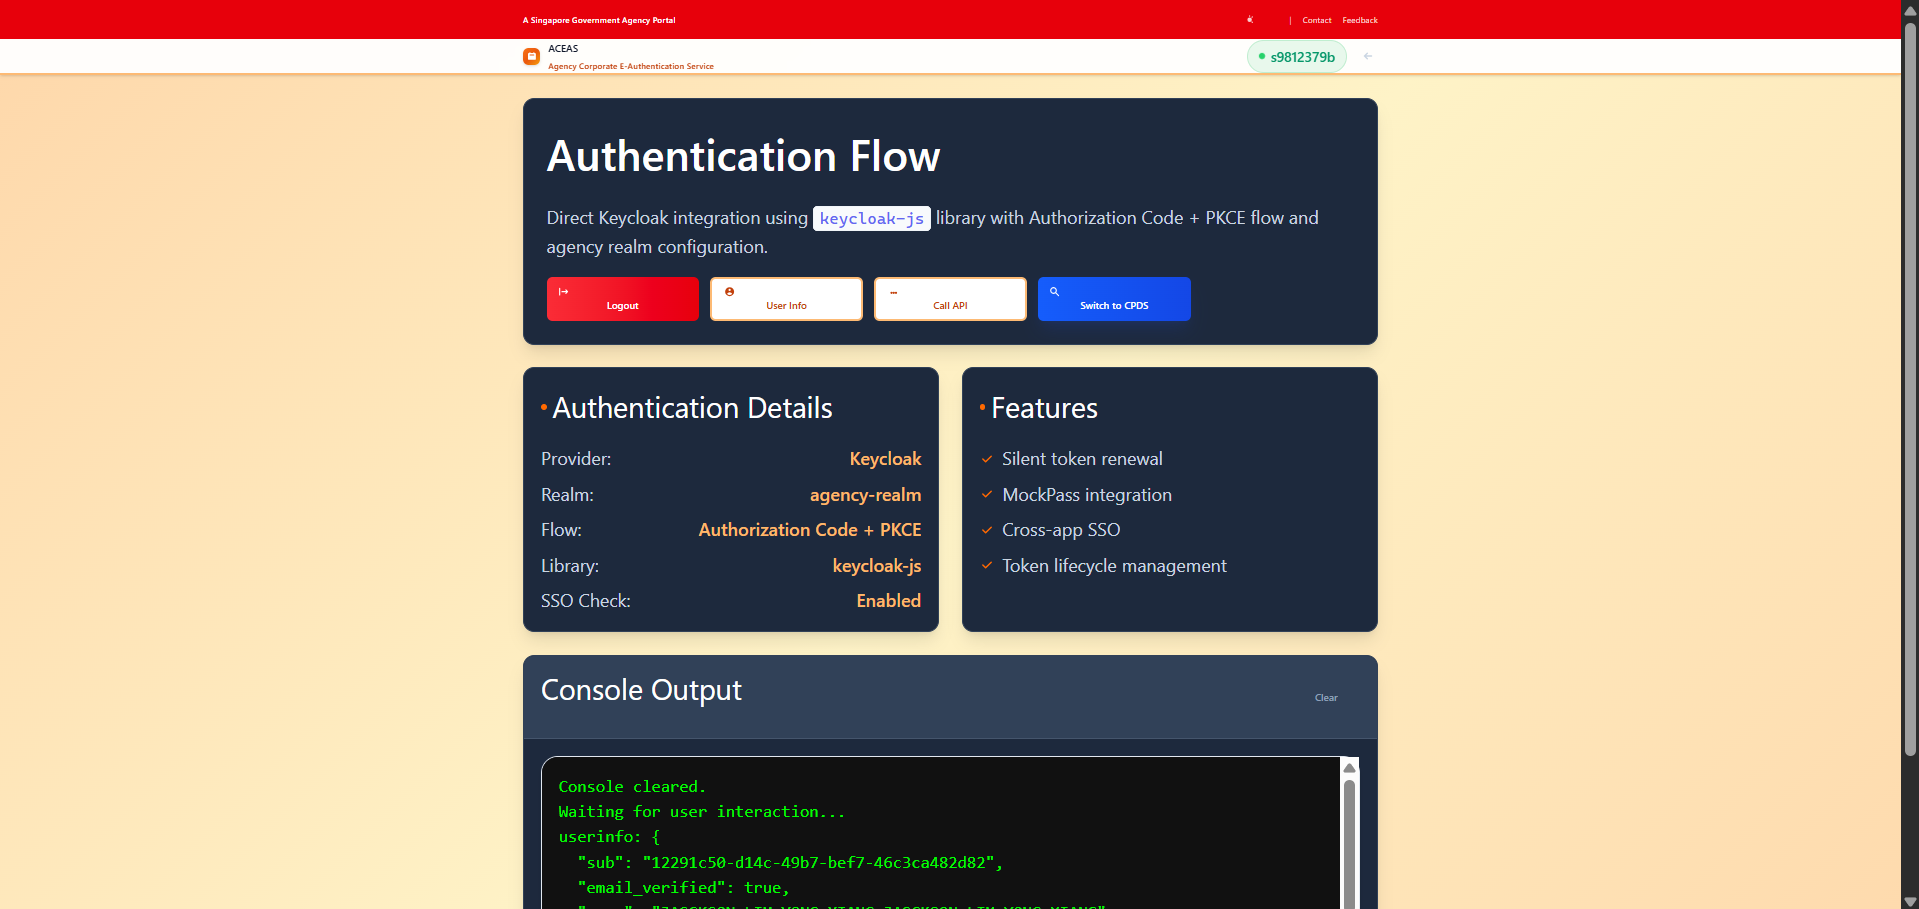 A Singapore Government Agency Portal
| Contact Feedback
ACEAS
Agency Corporate E-Authentication Service
s9812379b
Authentication Flow
Direct Keycloak integration using keycloak-js library with Authorization Code + PKCE flow and
agency realm configuration.
Logout
User Info
Call API
Switch to CPDS
Authentication Details
Provider: Keycloak
Realm: agency-realm
Flow: Authorization Code + PKCE
Library: keycloak-js
SSO Check: Enabled
Features
Silent token renewal
MockPass integration
Cross-app SSO
Token lifecycle management
Console Output
Clear
Console cleared.
Waiting for user interaction...
userinfo: {
"sub": "12291c50-d14c-49b7-bef7-46c3ca482d82",
"email_verified": true,